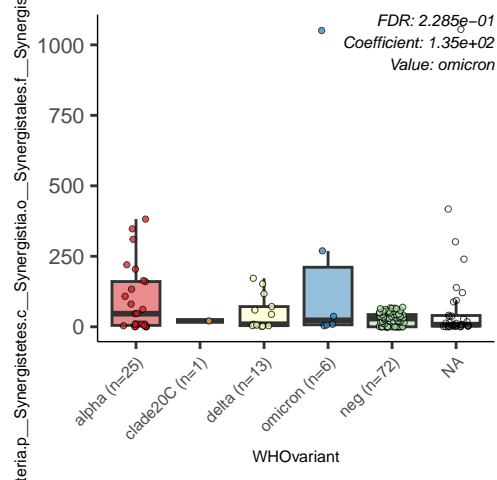 FDR: 2.285e−01
Coefficient: 1.35e+02
Value: omicron
teria.p__Synergistetes.c__Synergistia.o__Synergistales.f__Synergis
1000
750
500
250
0
alpha (n=25)
clade20C (n=1)
delta (n=13)
omicron (n=6)
neg (n=72)
NA
WHOvariant